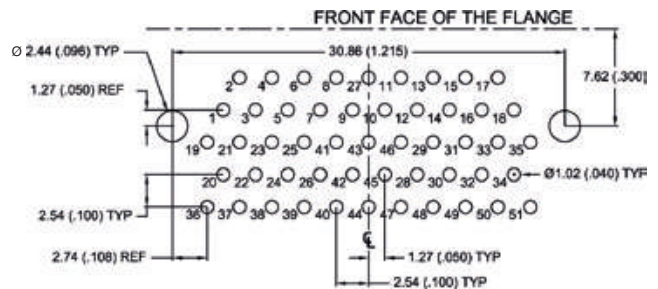 FRONT FACE OF THE FLANGE
Ø 2.44 (.096) TYP
30.86 (1.215)
7.62 (.300)
1.27 (.050) REF
2 4 6 8 27 11 13 15 17
1 3 5 7 9 10 12 14 16 18
19 21 23 25 41 43 46 29 31 33 35
20 22 24 26 42 45 28 30 32 34
Ø1.02 (.040) TYP
36 37 38 39 40 44 47 48 49 50 51
2.54 (.100) TYP
2.74 (.108) REF
1.27 (.050) TYP
2.54 (.100) TYP